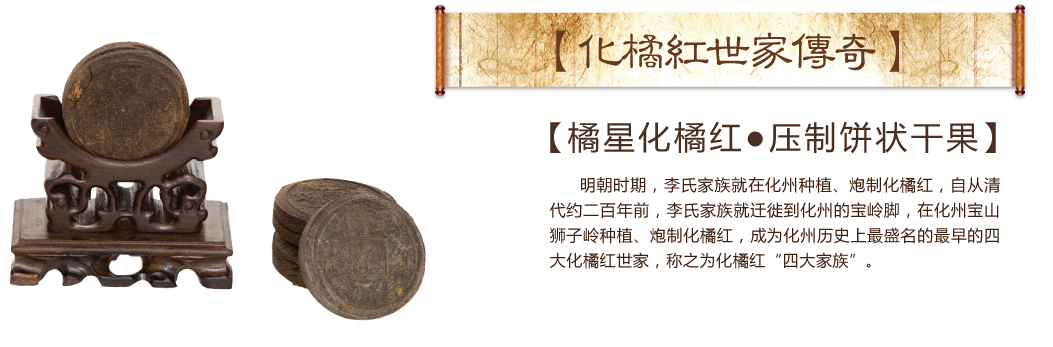 【化橘紅世家傳奇】
【橘星化橘红●压制饼状干果】
明朝时期，李氏家族就在化州种植、炮制化橘红，自从清
代约二百年前，李氏家族就迁徙到化州的宝岭脚，在化州宝山
狮子岭种植、炮制化橘红，成为化州历史上最盛名的最早的四
大化橘红世家，称之为化橘红“四大家族”。